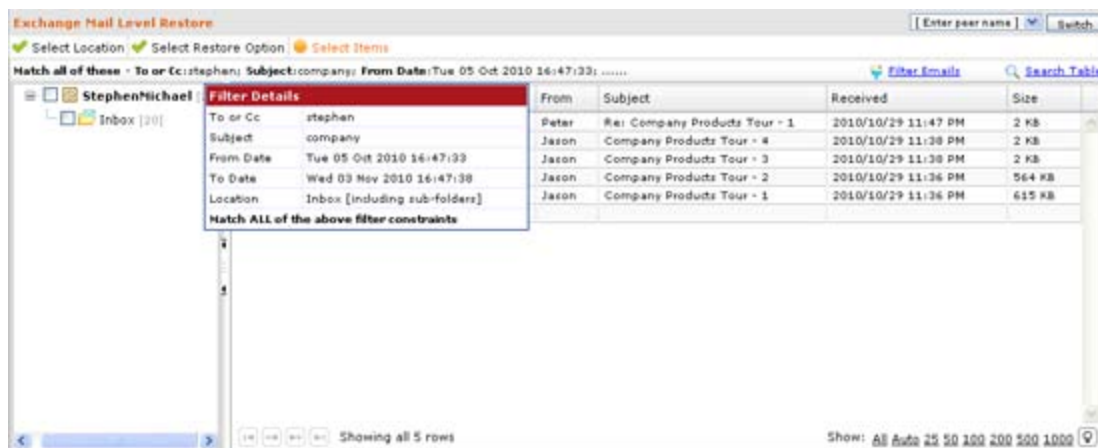 Exchange Mail Level Restore
[ Enter peer name ] Switch
Select Location Select Restore Option Select Items
Match all of these - To or Cc:stephen; Subject:company; From Date:Tue 05 Oct 2010 16:47:33; ......
Filter Emails Search Table
StephenMichael
Inbox [20]
Filter Details
To or Cc stephen
Subject company
From Date Tue 05 Oct 2010 16:47:33
To Date Wed 03 Nov 2010 16:47:38
Location Inbox [including sub-folders]
Match ALL of the above filter constraints
From Subject Received Size
Peter Re: Company Products Tour - 1 2010/10/29 11:47 PM 2 KB
Jason Company Products Tour - 4 2010/10/29 11:38 PM 2 KB
Jason Company Products Tour - 3 2010/10/29 11:38 PM 2 KB
Jason Company Products Tour - 2 2010/10/29 11:36 PM 564 KB
Jason Company Products Tour - 1 2010/10/29 11:36 PM 615 KB
Showing all 5 rows
Show: All Auto 25 50 100 200 500 1000